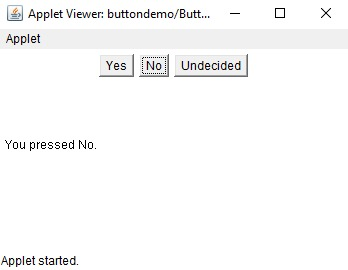 Applet Viewer: buttondemo/Butt...
Applet
Yes No Undecided
You pressed No.
Applet started.